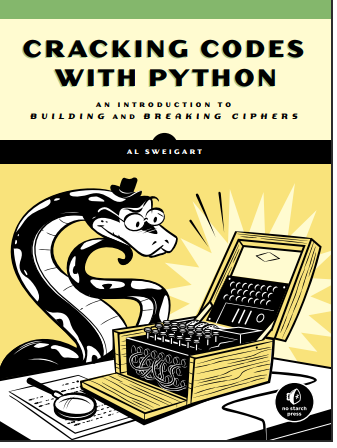 CRACKING CODES
WITH PYTHON
AN INTRODUCTION TO
BUILDING AND BREAKING CIPHERS
AL SWEIGART
no starch
press